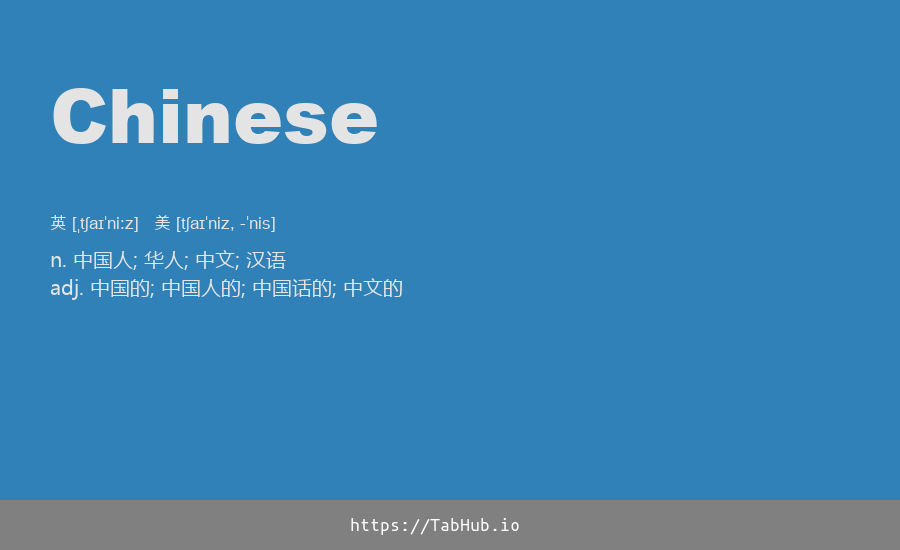 Chinese
英 [ˌtʃaɪˈniːz] 美 [tʃaɪˈniz, -ˈnis]
n. 中国人; 华人; 中文; 汉语
adj. 中国的; 中国人的; 中国话的; 中文的
https://TabHub.io